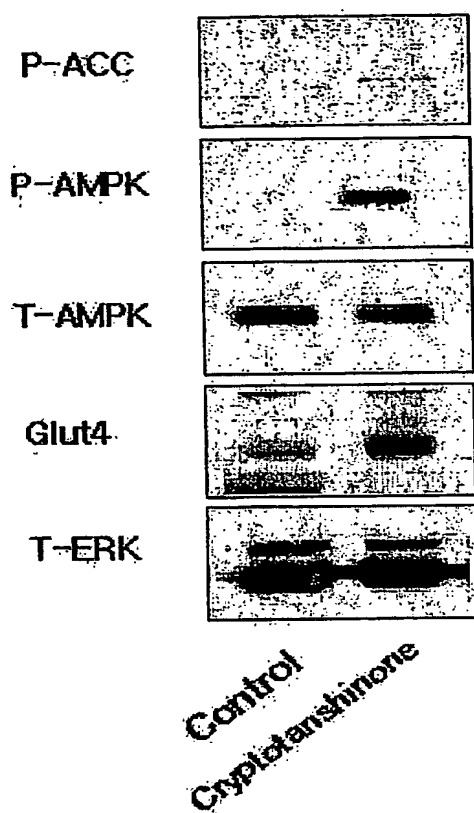 P-ACC
P-AMPK
T-AMPK
Glut4
T-ERK
Control
Cryptotanshinone